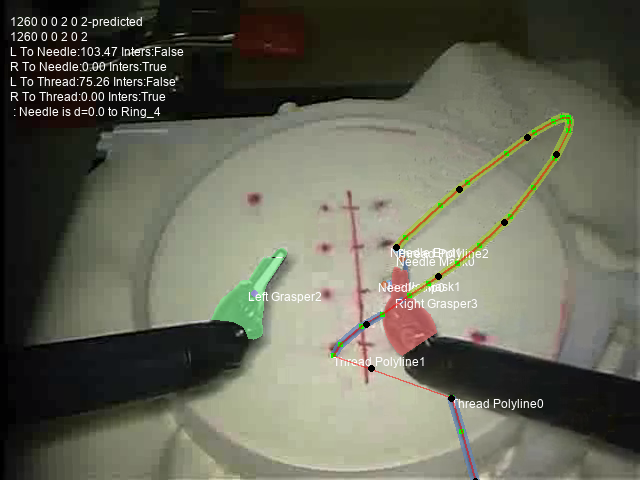 1260 0 0 2 0 2-predicted
1260 0 0 2 0 2
L To Needle:103.47 Inters:False
R To Needle:0.00 Inters:True
L To Thread:75.26 Inters:False
R To Thread:0.00 Inters:True
: Needle is d=0.0 to Ring_4
Polyline2
Needle
Left Grasper2
Right Grasper3
Thread Polyline1
Thread Polyline0